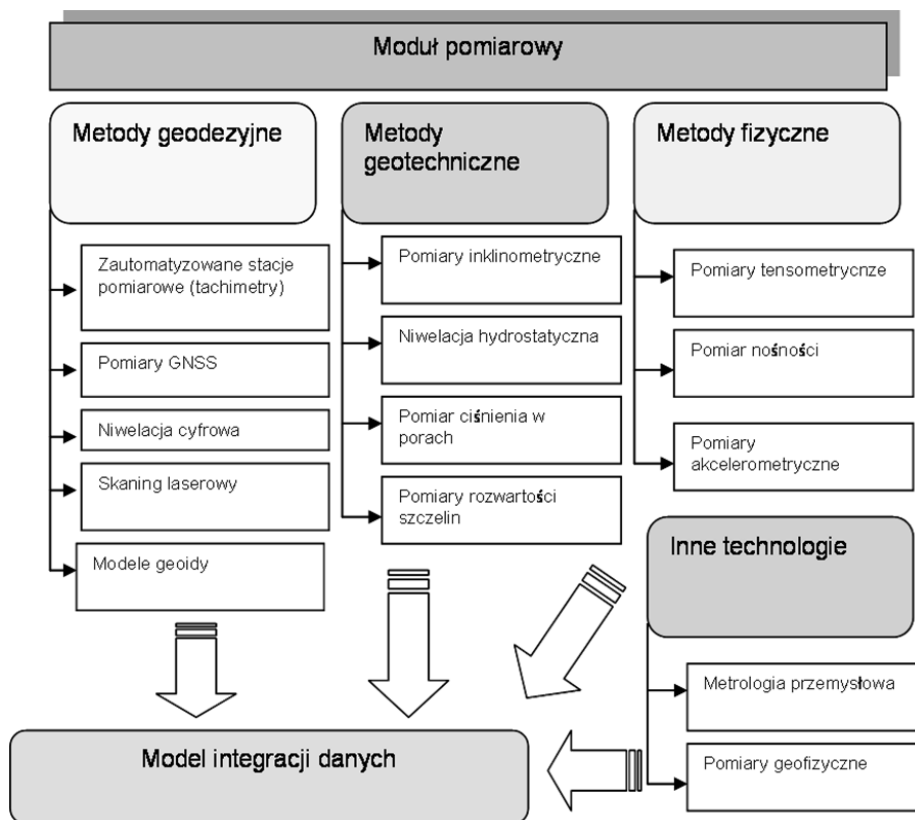 Moduł pomiarowy
Metody geodezyjne
Zautomatyzowane stacje
pomiarowe (tachimetry)
Pomiary GNSS
Niwelacja cyfrowa
Skaning laserowy
Modele geoidy
Metody
geotechniczne
Pomiary inklinometryczne
Niwelacja hydrostatyczna
Pomiar ciśnienia w
porach
Pomiary rozwartości
szczelin
Metody fizyczne
Pomiary tensometrycnze
Pomiar nośności
Pomiary
akcelerometryczne
Inne technologie
Metrologia przemysłowa
Pomiary geofizyczne
Model integracji danych